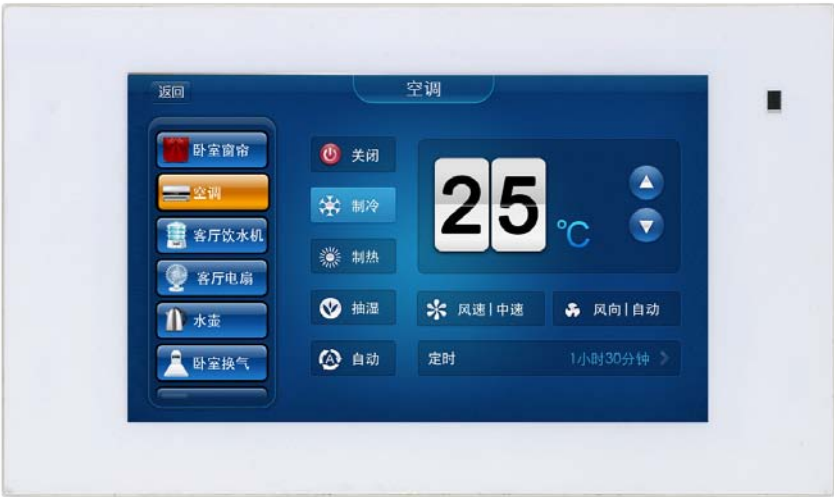 返回
空调
卧室窗帘
空调
客厅饮水机
客厅电扇
水壶
卧室换气
关闭
制冷
制热
抽湿
自动
25
℃
风速|中速
风向|自动
定时
1小时30分钟